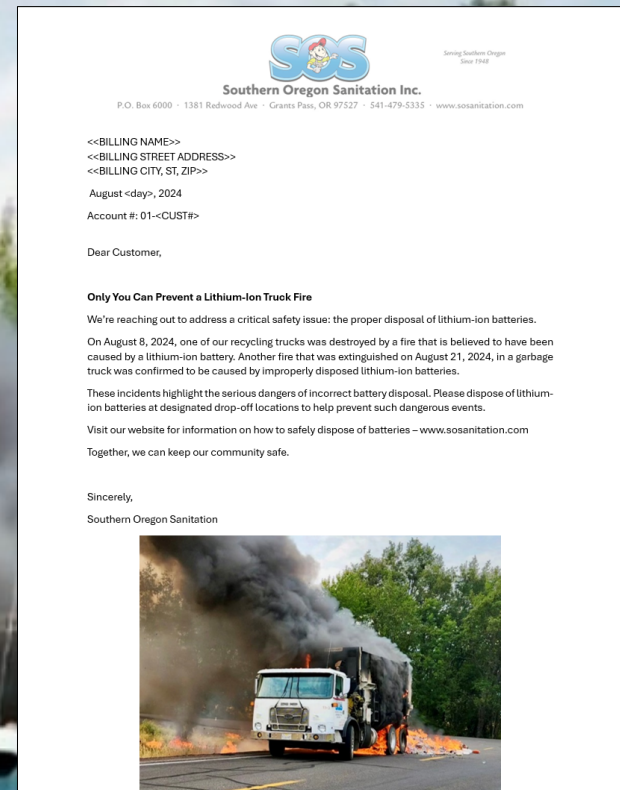 SOS
Serving Southern Oregon
Since 1948
Southern Oregon Sanitation Inc.
P.O. Box 6000 · 1381 Redwood Ave · Grants Pass, OR 97527 · 541-479-5335 · www.sosanitation.com
<<BILLING NAME>>
<<BILLING STREET ADDRESS>>
<<BILLING CITY, ST, ZIP>>
August <day>, 2024
Account #: 01-<CUST#>
Dear Customer,
Only You Can Prevent a Lithium-Ion Truck Fire
We’re reaching out to address a critical safety issue: the proper disposal of lithium-ion batteries.
On August 8, 2024, one of our recycling trucks was destroyed by a fire that is believed to have been
caused by a lithium-ion battery. Another fire that was extinguished on August 21, 2024, in a garbage
truck was confirmed to be caused by improperly disposed lithium-ion batteries.
These incidents highlight the serious dangers of incorrect battery disposal. Please dispose of lithium-
ion batteries at designated drop-off locations to help prevent such dangerous events.
Visit our website for information on how to safely dispose of batteries – www.sosanitation.com
Together, we can keep our community safe.
Sincerely,
Southern Oregon Sanitation